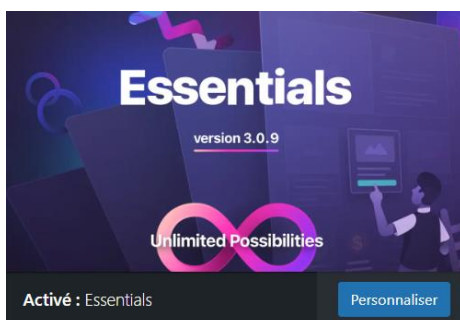 Essentials
version 3.0.9
Unlimited Possibilities
Activé : Essentials
Personnaliser